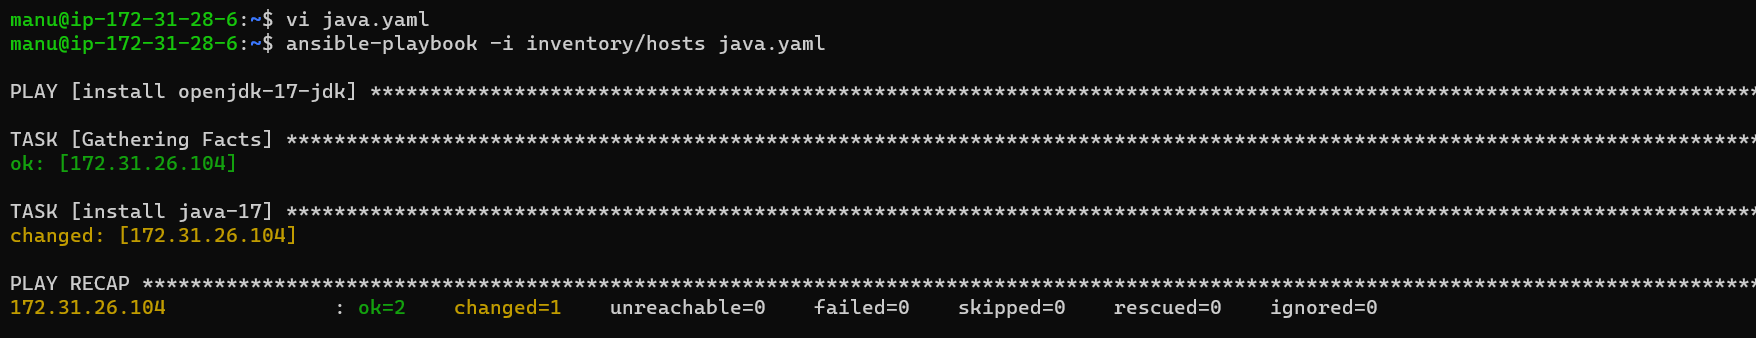 manu@ip-172-31-28-6:~$ vi java.yaml
manu@ip-172-31-28-6:~$ ansible-playbook -i inventory/hosts java.yaml
PLAY [install openjdk-17-jdk] ********************************************************************************************************************
TASK [Gathering Facts] ***************************************************************************************************************************
ok: [172.31.26.104]
TASK [install java-17] ***************************************************************************************************************************
changed: [172.31.26.104]
PLAY RECAP ***************************************************************************************************************************************
172.31.26.104              : ok=2    changed=1    unreachable=0    failed=0    skipped=0    rescued=0    ignored=0